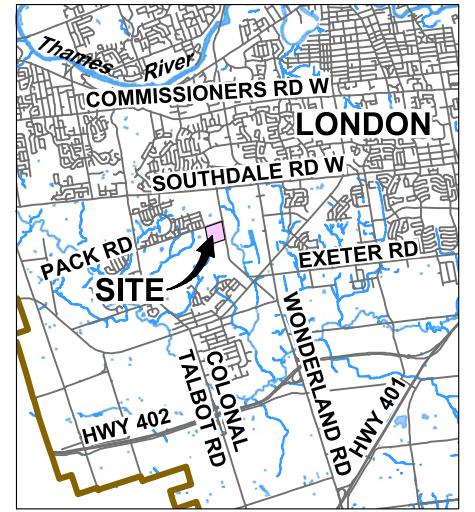 Thames River
COMMISSIONERS RD W
LONDON
SOUTHDALE RD W
PACK RD
EXETER RD
SITE
COLONAL
TALBOT RD
WONDERLAND RD
HWY 401
HWY 402